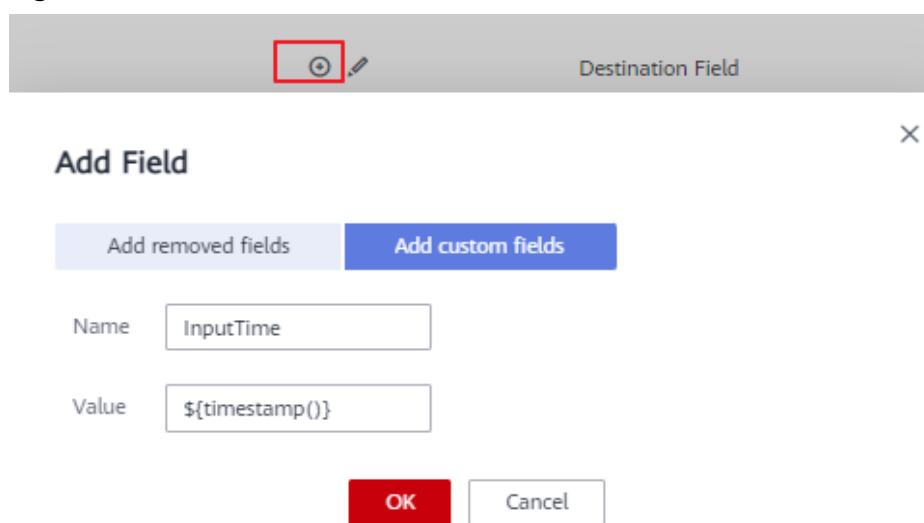 Destination Field
Add Field
Add removed fields Add custom fields
Name InputTime
Value ${timestamp()}
OK Cancel